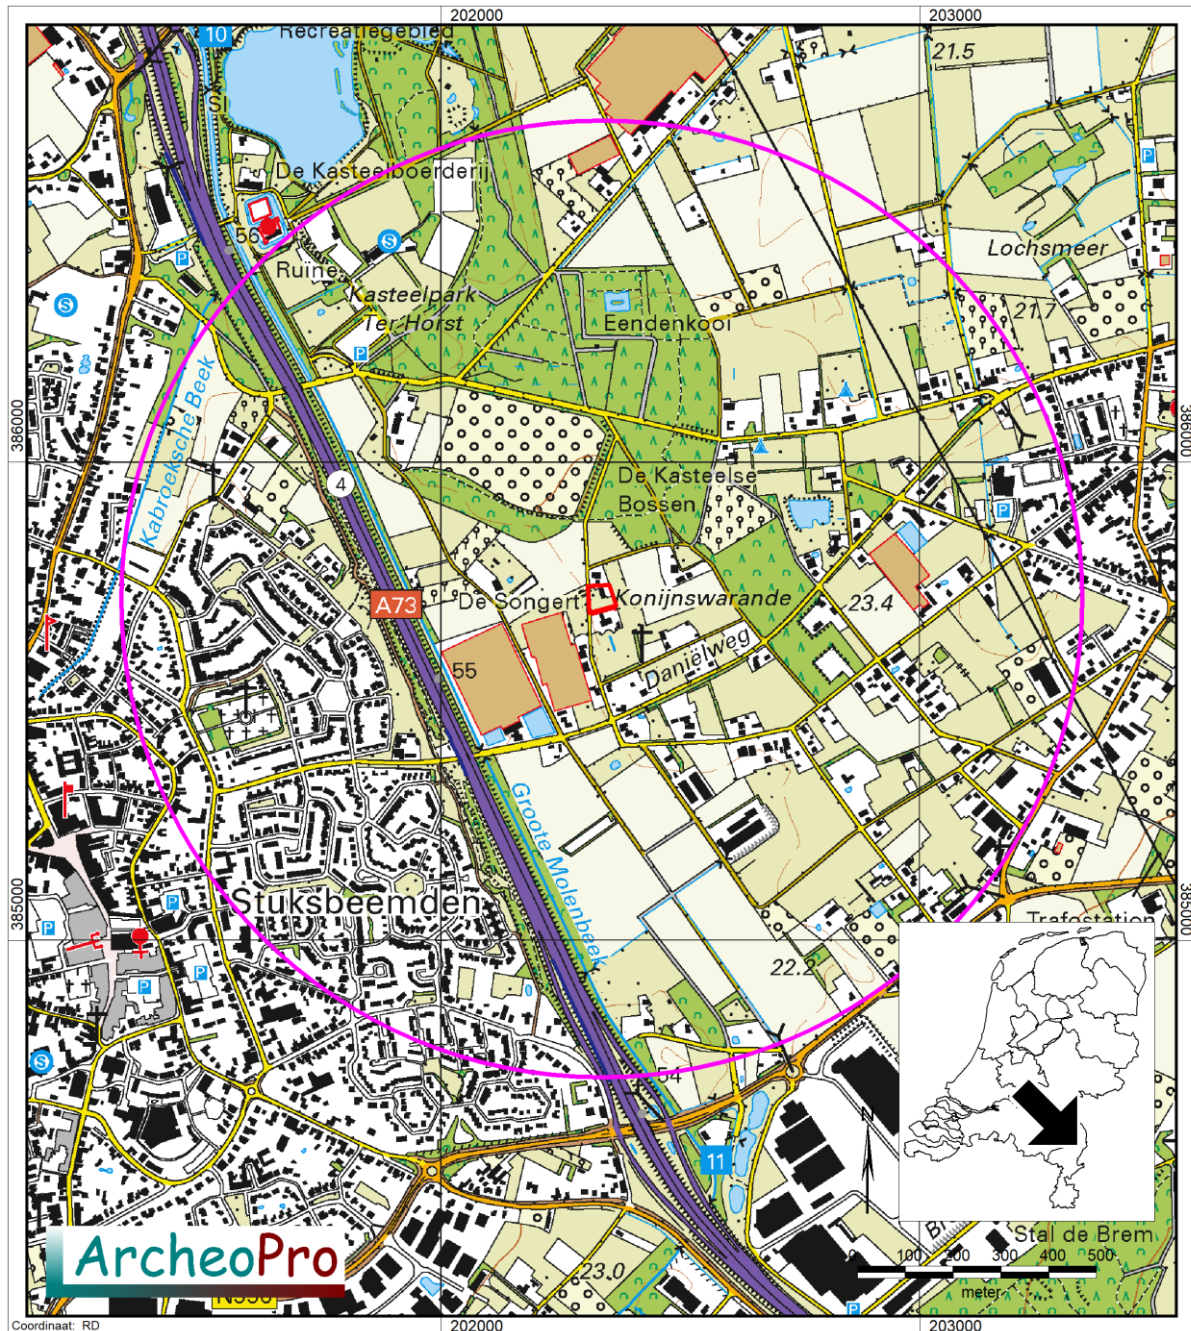 202000
203000
10
Recreatiegebied
21.5
SI
P
De Kasteelboerderij
56
S
Lochsmeer
P
Ruïne
Kasteelpark
Ter Horst
S
21.7
Eendenkooi
P
Kabroeksche Beek
386000
386000
De Kasteelse
Bossen
4
P
A73
De Songert
Konijnswarande
23.4
55
Daniëlweg
Groote Molenbeek
Stuksbeemden
P
P
P
P
385000
385000
Trafostation
22.2
S
54
N
11
Stal de Brem
0 100 200 300 400 500
meter
ArcheoPro
23.0
P
Coordinaat: RD
202000
203000